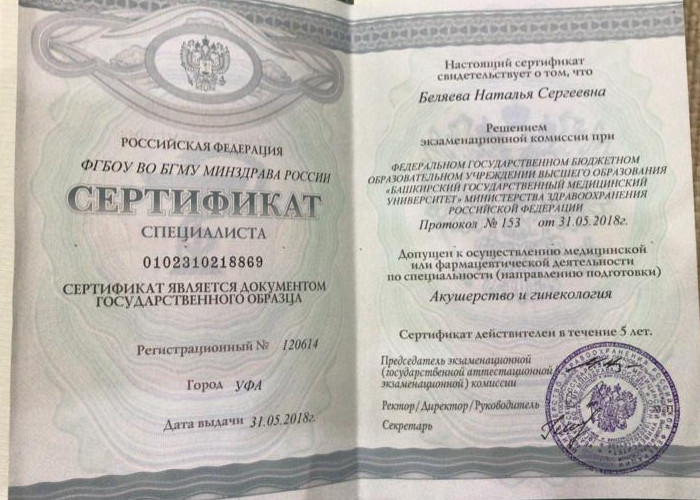 РОССИЙСКАЯ ФЕДЕРАЦИЯ
ФГБОУ ВО БГМУ МИНЗДРАВА РОССИИ
СЕРТИФИКАТ
СПЕЦИАЛИСТА
0102310218869
СЕРТИФИКАТ ЯВЛЯЕТСЯ ДОКУМЕНТОМ
ГОСУДАРСТВЕННОГО ОБРАЗЦА
Регистрационный № 120614
Город УФА
Дата выдачи 31.05.2018г.
Настоящий сертификат
свидетельствует о том, что
Беляева Наталья Сергеевна
Решением
экзаменационной комиссии при
ФЕДЕРАЛЬНОМ ГОСУДАРСТВЕННОМ БЮДЖЕТНОМ
ОБРАЗОВАТЕЛЬНОМ УЧРЕЖДЕНИИ ВЫСШЕГО ОБРАЗОВАНИЯ
«БАШКИРСКИЙ ГОСУДАРСТВЕННЫЙ МЕДИЦИНСКИЙ
УНИВЕРСИТЕТ» МИНИСТЕРСТВА ЗДРАВООХРАНЕНИЯ
РОССИЙСКОЙ ФЕДЕРАЦИИ
Протокол № 153 от 31.05.2018г.
Допущен к осуществлению медицинской
или фармацевтической деятельности
по специальности (направлению подготовки)
Акушерство и гинекология
Сертификат действителен в течение 5 лет.
Председатель экзаменационной
(государственной аттестационной
экзаменационной) комиссии
Ректор/Директор/Руководитель
Секретарь